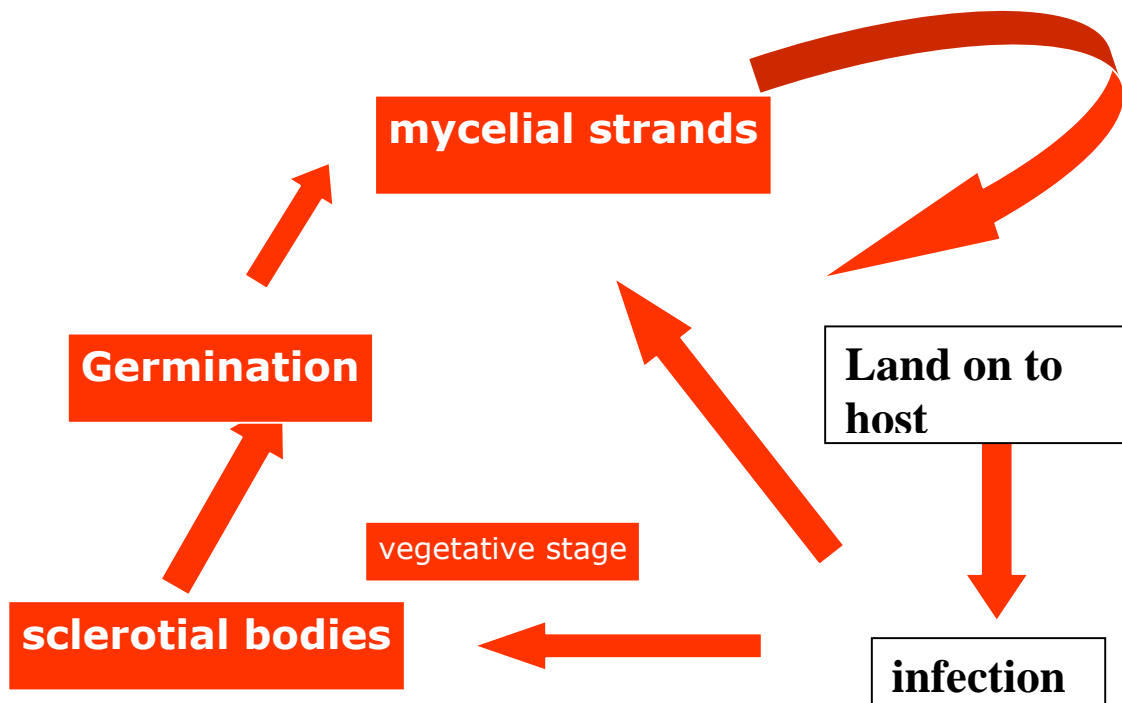 mycelial strands
Germination
Land on to
host
vegetative stage
sclerotial bodies
infection